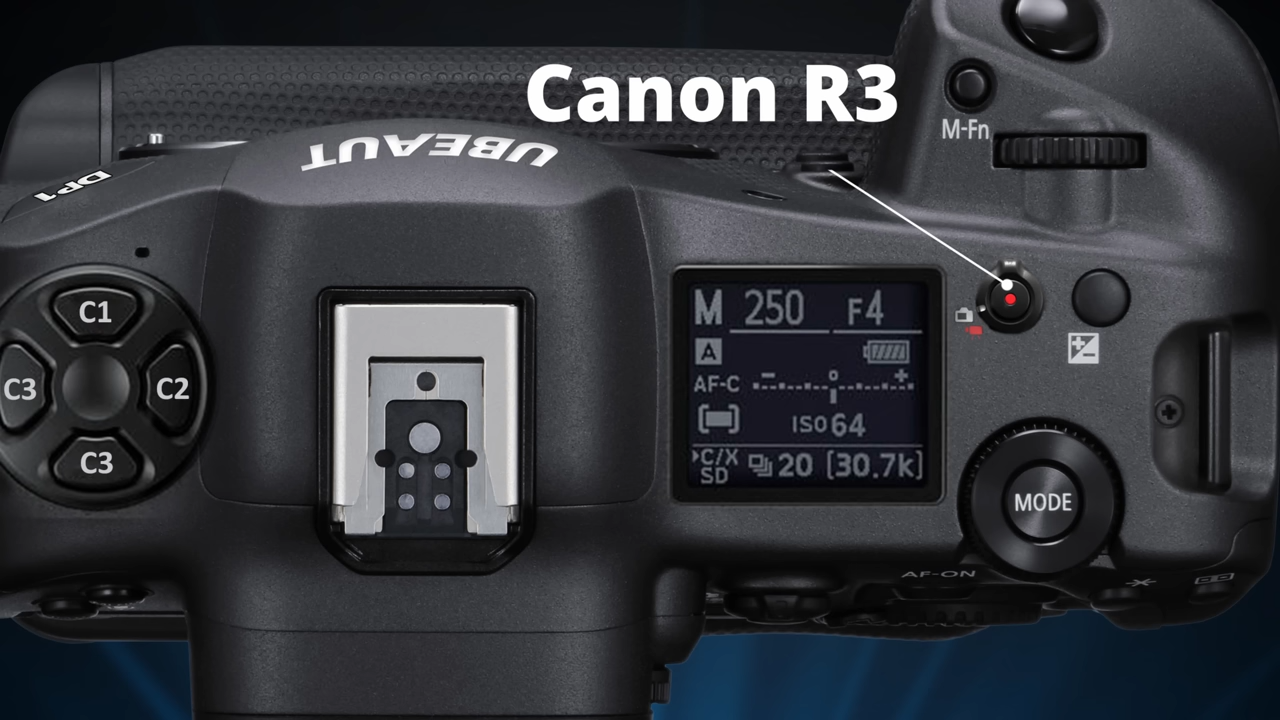 Canon R3
M-Fn
UBEAUT
DP1
C1
C3
C2
C3
M 250 F4
A
AF-C
ISO 64
C/X
SD
20 [30.7k]
MODE
AF-ON